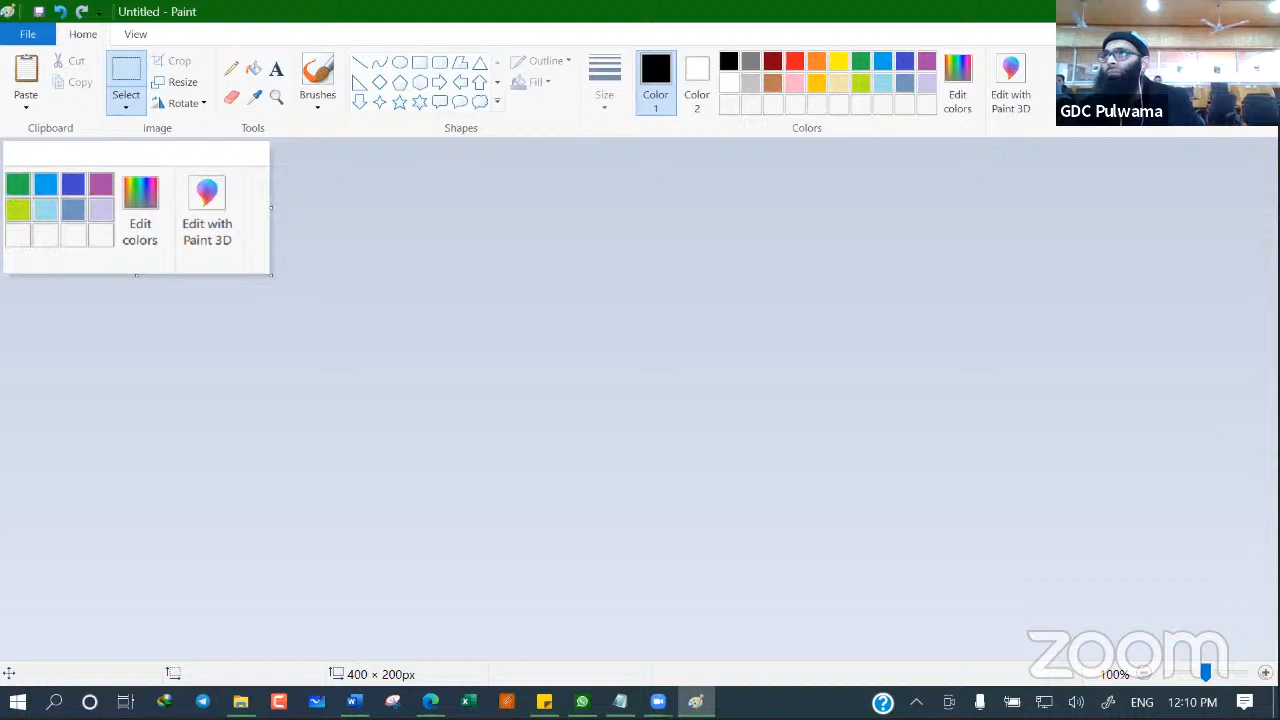 Untitled - Paint
File Home View
Paste
Cut
Copy
Clipboard
Select
Crop
Resize
Rotate
Image
Tools
Brushes
Shapes
Outline
Fill
Size
Color 1
Color 2
Edit colors
Colors
Edit with Paint 3D
GDC Pulwama
Edit colors
Edit with Paint 3D
zoom
400 × 200px
100%
ENG
12:10 PM